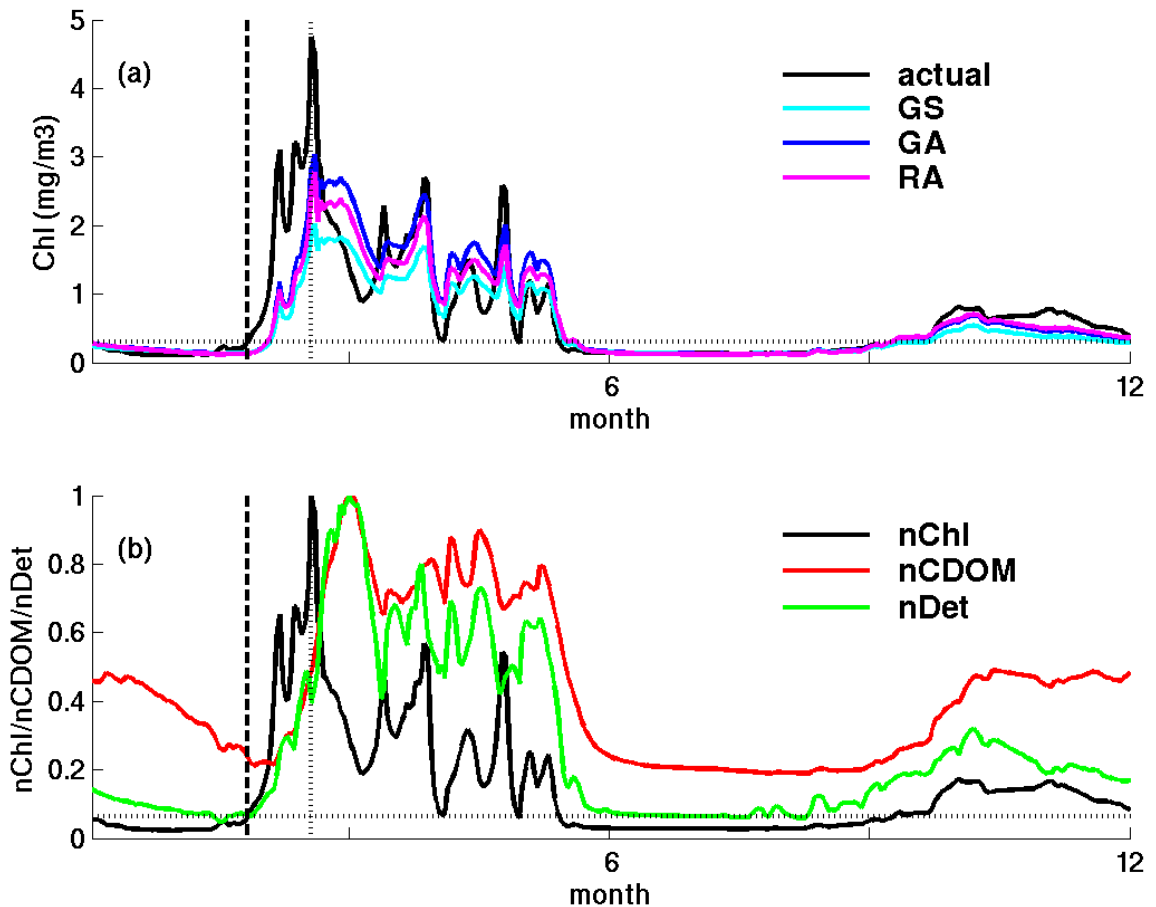 5
4
3
2
1
0
Chl (mg/m3)
(a)
actual
GS
GA
RA
6
12
month
1
0.8
0.6
0.4
0.2
0
nChl/nCDOM/nDet
(b)
nChl
nCDOM
nDet
6
12
month